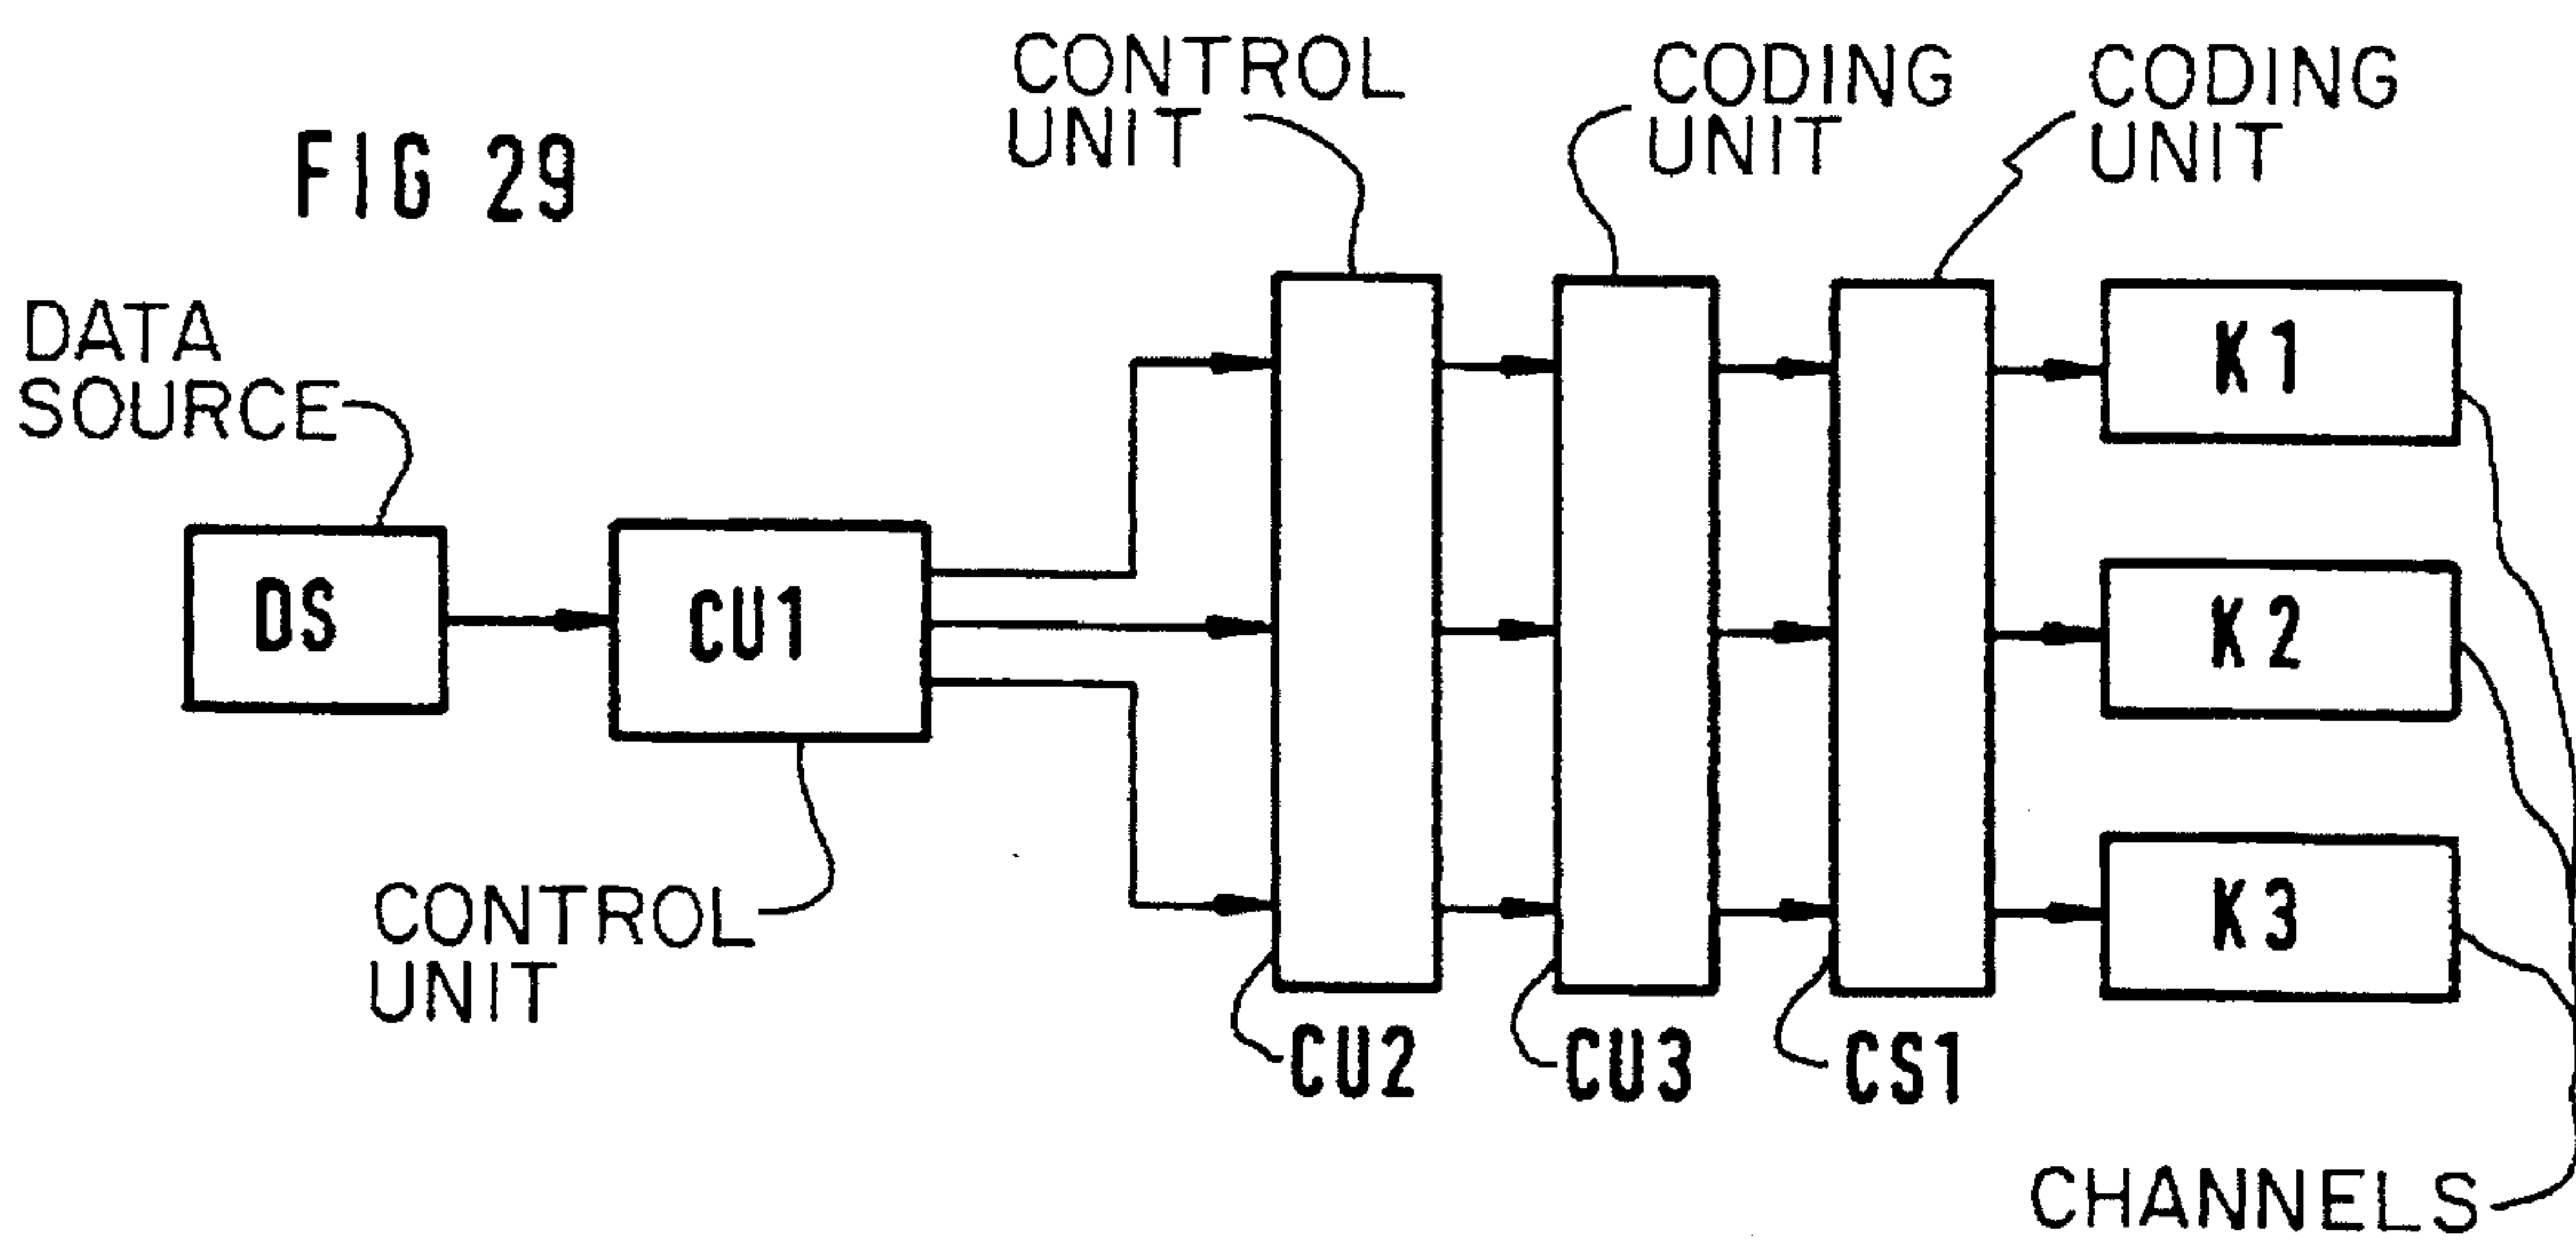 FIG 29
CONTROL
UNIT
CODING
UNIT
CODING
UNIT
DATA
SOURCE
DS
CU1
K1
K2
K3
CONTROL
UNIT
CU2
CU3
CS1
CHANNELS